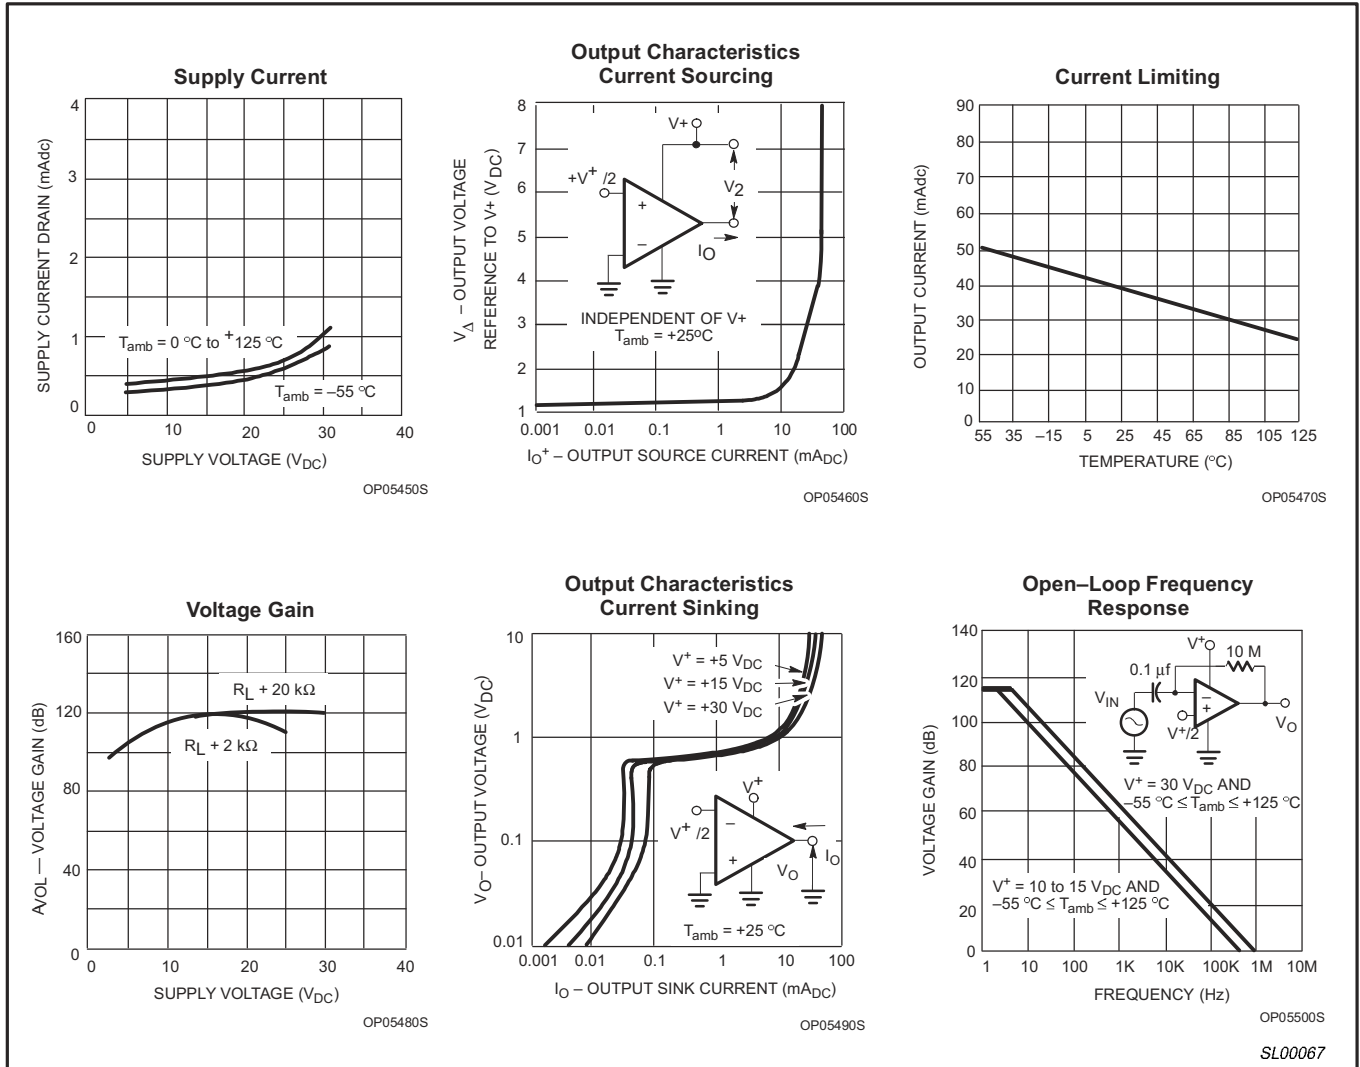 Supply Current
SUPPLY CURRENT DRAIN (mAdc)
4
3
2
1
0
Tamb = 0 °C to +125 °C
Tamb = –55 °C
0 10 20 30 40
SUPPLY VOLTAGE (VDC)
OP05450S
Output Characteristics
Current Sourcing
V∆ – OUTPUT VOLTAGE
REFERENCE TO V+ (VDC)
8
7
6
5
4
3
2
1
V+
+V+ /2
+
–
V2
IO
INDEPENDENT OF V+
Tamb = +25°C
0.001 0.01 0.1 1 10 100
IO+ – OUTPUT SOURCE CURRENT (mADC)
OP05460S
Current Limiting
OUTPUT CURRENT (mAdc)
90
80
70
60
50
40
30
20
10
0
55 35 –15 5 25 45 65 85 105 125
TEMPERATURE (°C)
OP05470S
Voltage Gain
AVOL — VOLTAGE GAIN (dB)
160
120
80
40
0
RL + 20 kΩ
RL + 2 kΩ
0 10 20 30 40
SUPPLY VOLTAGE (VDC)
OP05480S
Output Characteristics
Current Sinking
VO– OUTPUT VOLTAGE (VDC)
10
1
0.1
0.01
V+ = +5 VDC
V+ = +15 VDC
V+ = +30 VDC
V+
V+ /2
–
+
VO
IO
Tamb = +25 °C
0.001 0.01 0.1 1 10 100
IO – OUTPUT SINK CURRENT (mADC)
OP05490S
Open–Loop Frequency
Response
VOLTAGE GAIN (dB)
140
120
100
80
60
40
20
0
V+
10 M
0.1 µf
VIN
–
+
V+/2
VO
V+ = 30 VDC AND
–55 °C ≤ Tamb ≤ +125 °C
V+ = 10 to 15 VDC AND
–55 °C ≤ Tamb ≤ +125 °C
1 10 100 1K 10K 100K 1M 10M
FREQUENCY (Hz)
OP05500S
SL00067